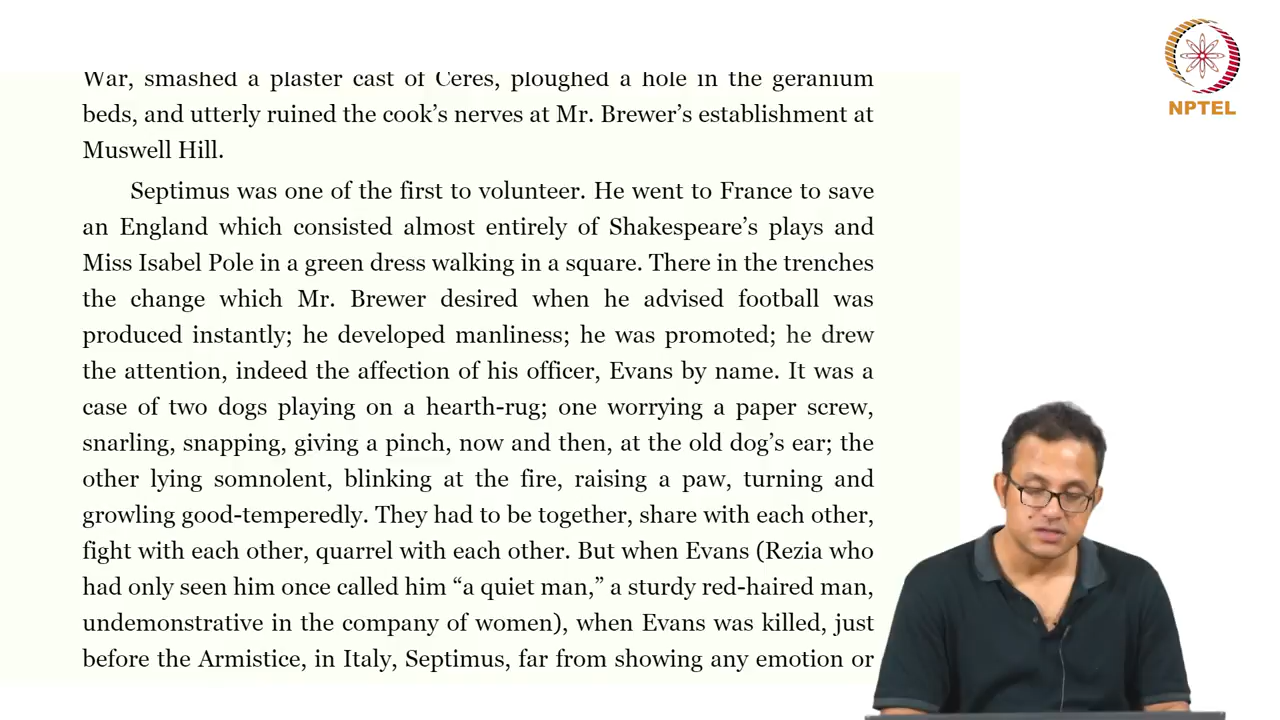 War, smashed a plaster cast of Ceres, ploughed a hole in the geranium
beds, and utterly ruined the cook’s nerves at Mr. Brewer’s establishment at
Muswell Hill.
Septimus was one of the first to volunteer. He went to France to save
an England which consisted almost entirely of Shakespeare’s plays and
Miss Isabel Pole in a green dress walking in a square. There in the trenches
the change which Mr. Brewer desired when he advised football was
produced instantly; he developed manliness; he was promoted; he drew
the attention, indeed the affection of his officer, Evans by name. It was a
case of two dogs playing on a hearth-rug; one worrying a paper screw,
snarling, snapping, giving a pinch, now and then, at the old dog’s ear; the
other lying somnolent, blinking at the fire, raising a paw, turning and
growling good-temperedly. They had to be together, share with each other,
fight with each other, quarrel with each other. But when Evans (Rezia who
had only seen him once called him “a quiet man,” a sturdy red-haired man,
undemonstrative in the company of women), when Evans was killed, just
before the Armistice, in Italy, Septimus, far from showing any emotion or
NPTEL